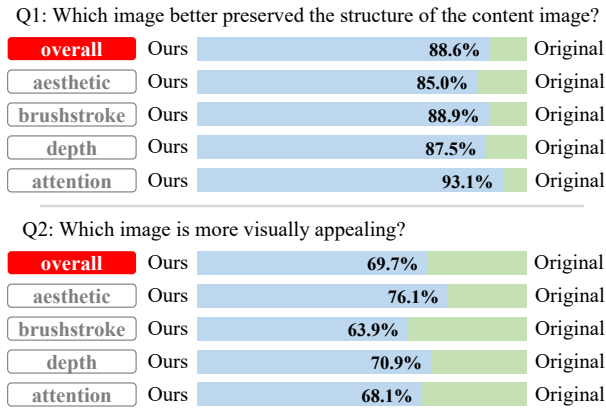 Q1: Which image better preserved the structure of the content image?
overall Ours 88.6% Original
aesthetic Ours 85.0% Original
brushstroke Ours 88.9% Original
depth Ours 87.5% Original
attention Ours 93.1% Original
Q2: Which image is more visually appealing?
overall Ours 69.7% Original
aesthetic Ours 76.1% Original
brushstroke Ours 63.9% Original
depth Ours 70.9% Original
attention Ours 68.1% Original